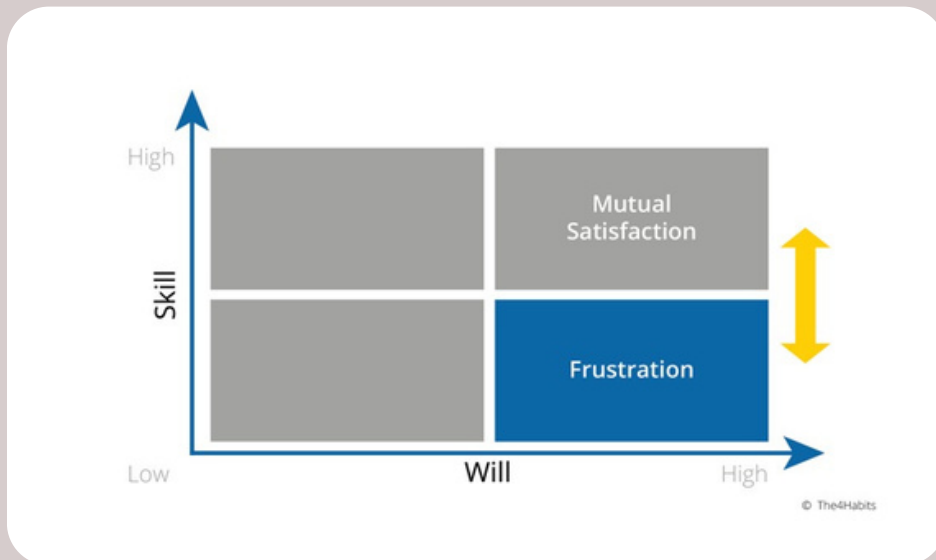 High
Mutual
Satisfaction
Skill
Frustration
Low
Will
High
© The4Habits